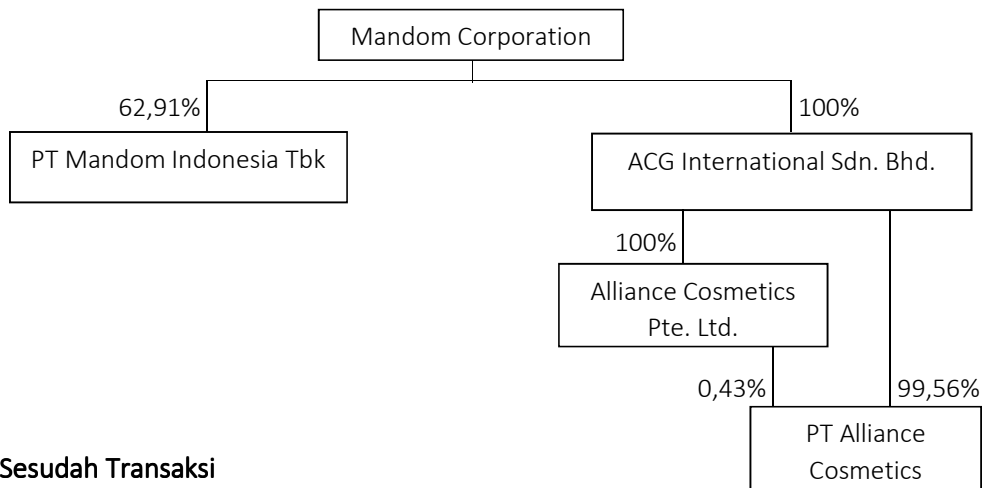 Mandom Corporation
62,91%
100%
PT Mandom Indonesia Tbk
ACG International Sdn. Bhd.
100%
Alliance Cosmetics
Pte. Ltd.
0,43%
99,56%
PT Alliance
Cosmetics
Sesudah Transaksi